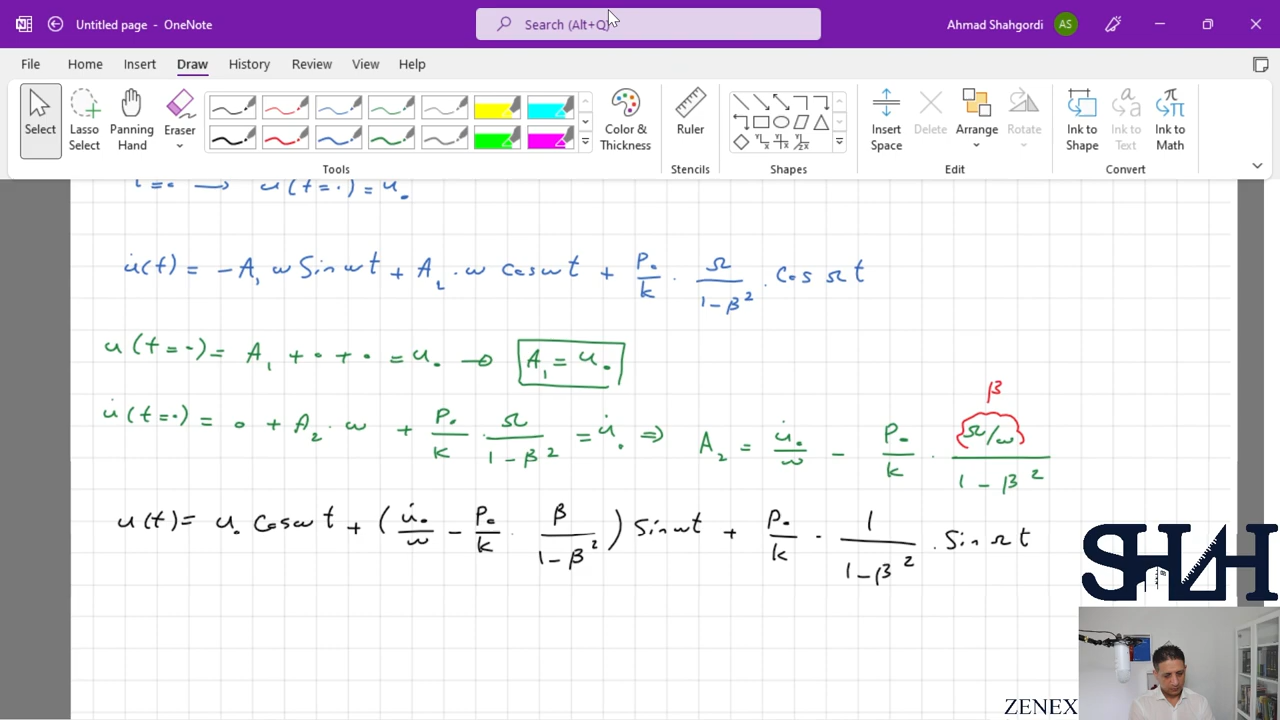 Untitled page - OneNote
Search (Alt+Q)
Ahmad Shahgordi
AS
File Home Insert Draw History Review View Help
Select
Lasso Select
Panning Hand
Eraser
Color & Thickness
Ruler
Insert Space
Delete
Arrange
Rotate
Ink to Shape
Ink to Text
Ink to Math
Tools Stencils Shapes Edit Convert
t=0 → u(t=0)=u₀
u̇(t) = -A₁ ω Sin ωt + A₂ · ω cos ωt + P₀/k · Ω/(1-β²) · Cos Ωt
u(t=0) = A₁ + 0 + 0 = u₀ → A₁ = u₀
β
u̇(t=0) = 0 + A₂ · ω + P₀/k · Ω/(1-β²) = u̇₀ ⇒ A₂ = u̇₀/ω - P₀/k · (Ω/ω)/(1-β²)
u(t) = u₀ Cos ωt + (u̇₀/ω - P₀/k · β/(1-β²)) Sin ωt + P₀/k · 1/(1-β²) · Sin Ωt
SHAH
ZENEX